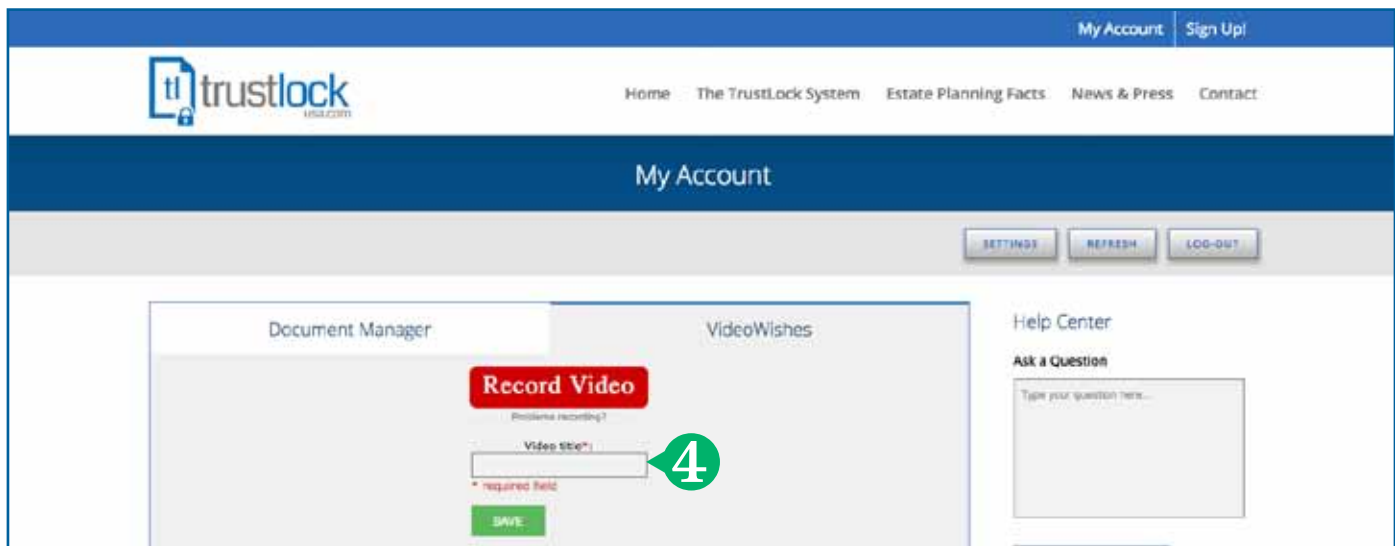 My Account Sign Up!
tl trustlock
usa.com
Home The TrustLock System Estate Planning Facts News & Press Contact
My Account
SETTINGS REFRESH LOG-OUT
Document Manager VideoWishes
Help Center
Record Video
Ask a Question
Problems recording?
Type your question here...
Video title*:
4
* required field
SAVE